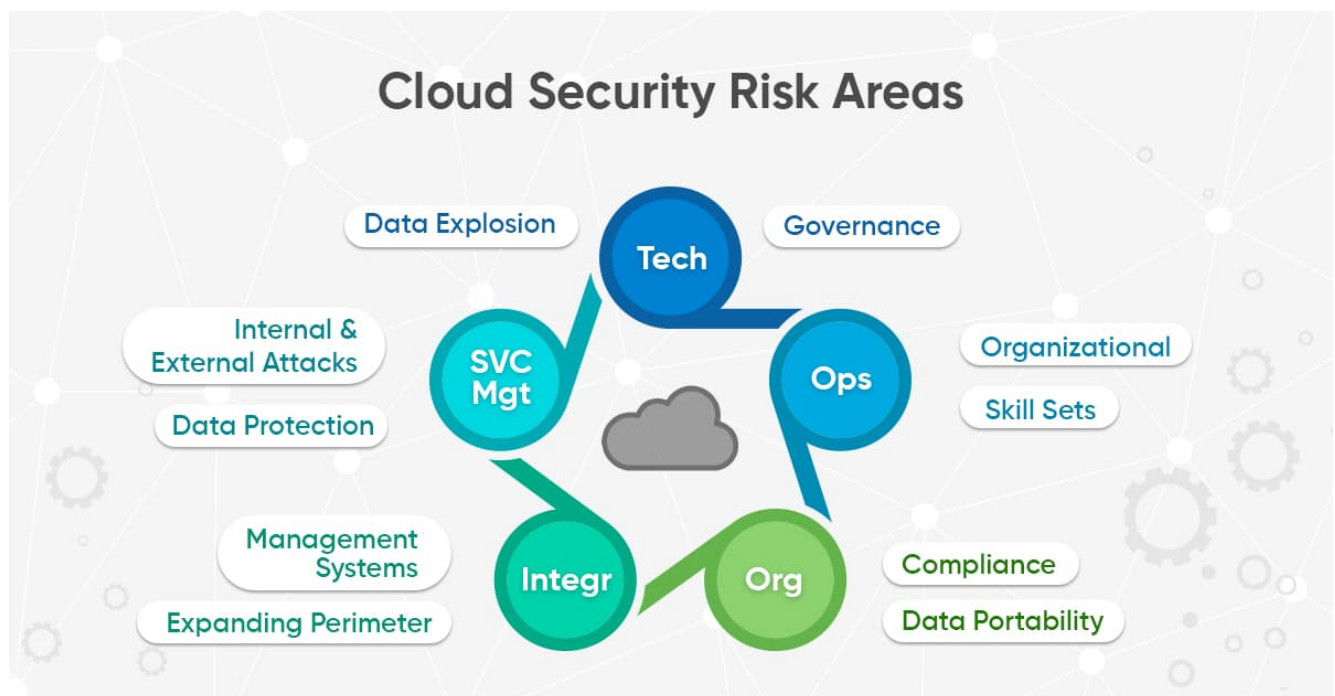 Cloud Security Risk Areas
Data Explosion
Tech
Governance
Internal &
External Attacks
Data Protection
SVC
Mgt
Ops
Organizational
Skill Sets
Management
Systems
Expanding Perimeter
Integr
Org
Compliance
Data Portability